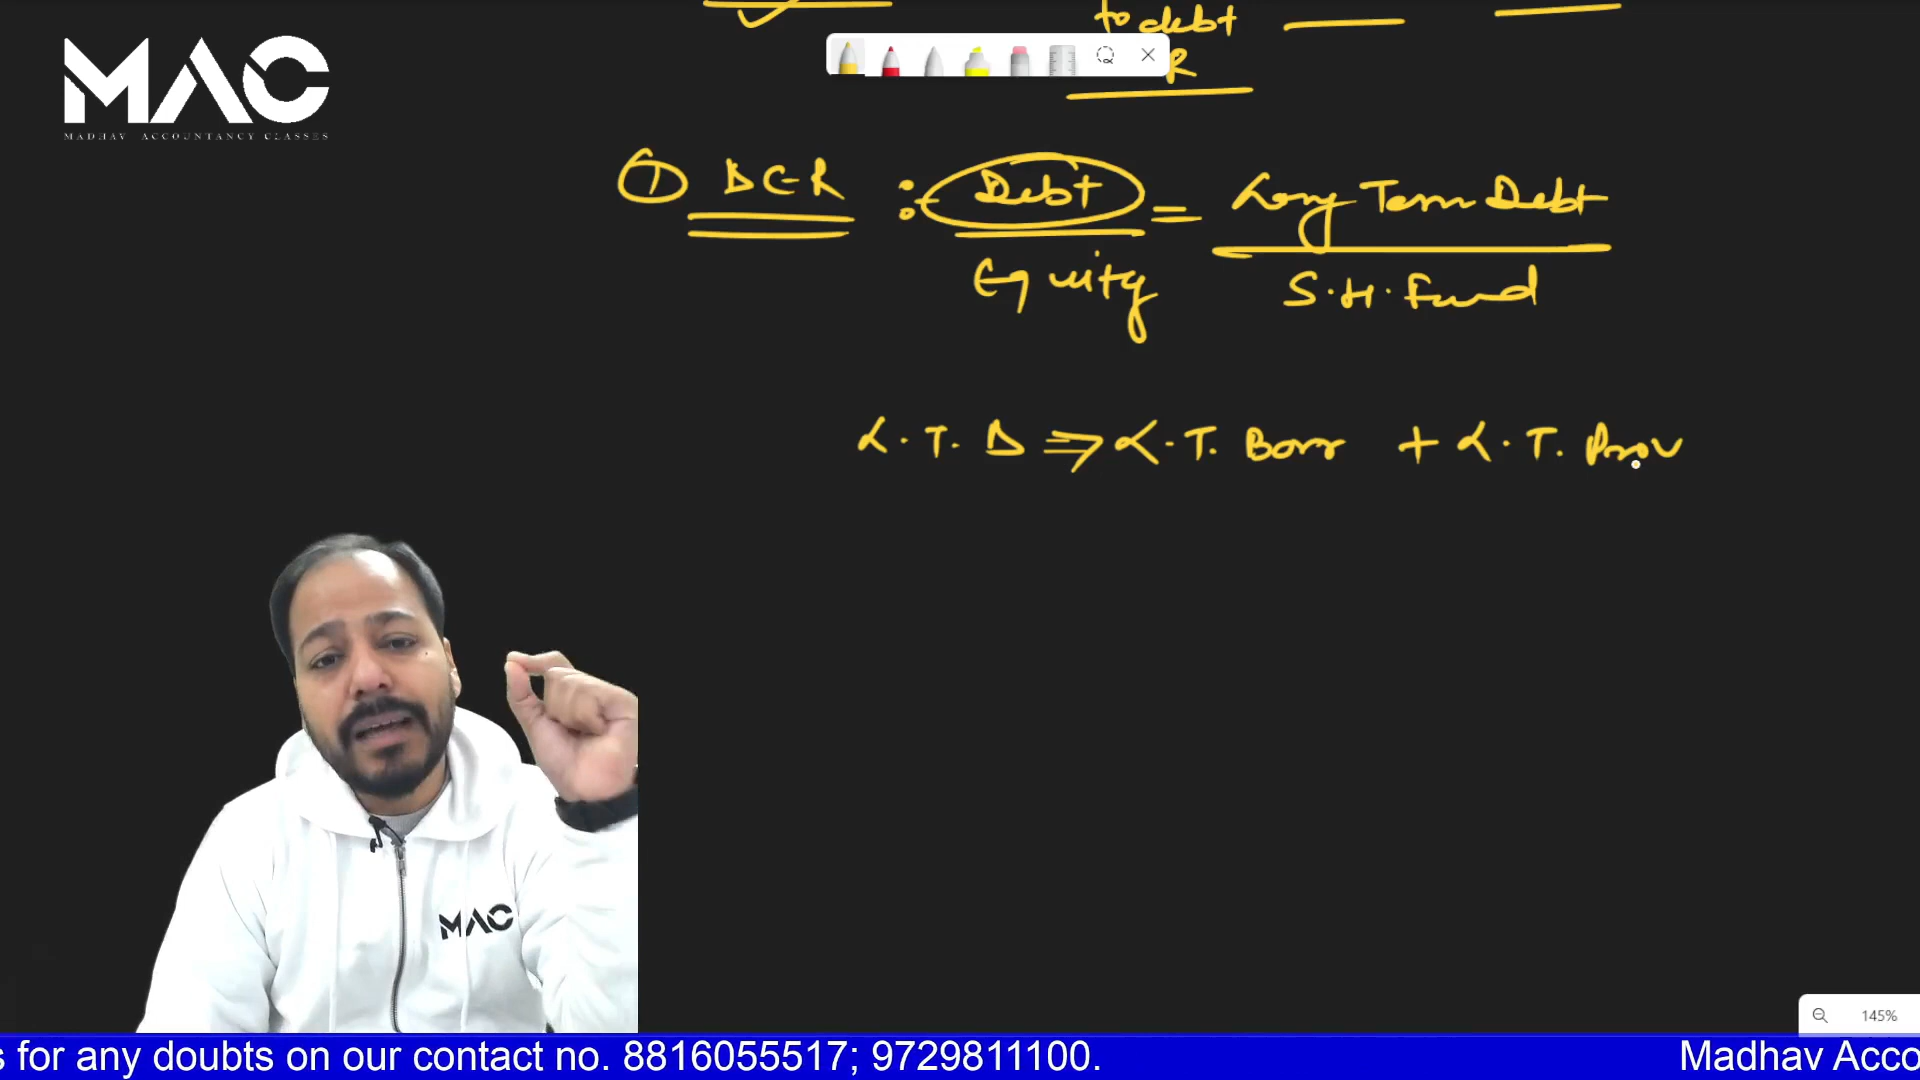 to debt
R
MAC
MADHAV ACCOUNTANCY CLASSES
① D E R : Debt / Equity = Long Term Debt / S.H. Fund
L. T. D ⇒ L.T. Borr + L.T. Prov
MAC
145%
s for any doubts on our contact no. 8816055517; 9729811100. Madhav Acco